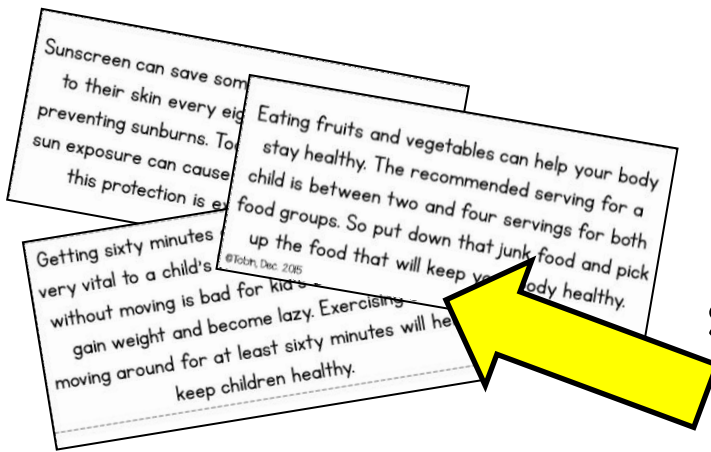 Sunscreen can save som
to their skin every eig
preventing sunburns. Too
sun exposure can cause
this protection is
Eating fruits and vegetables can help your body
stay healthy. The recommended serving for a
child is between two and four servings for both
food groups. So put down that junk food and pick
up the food that will keep body healthy.
©Tobin, Dec. 2015
Getting sixty minutes
very vital to a child's
without moving is bad for kid's
gain weight and become lazy. Exercising
moving around for at least sixty minutes will he
keep children healthy.